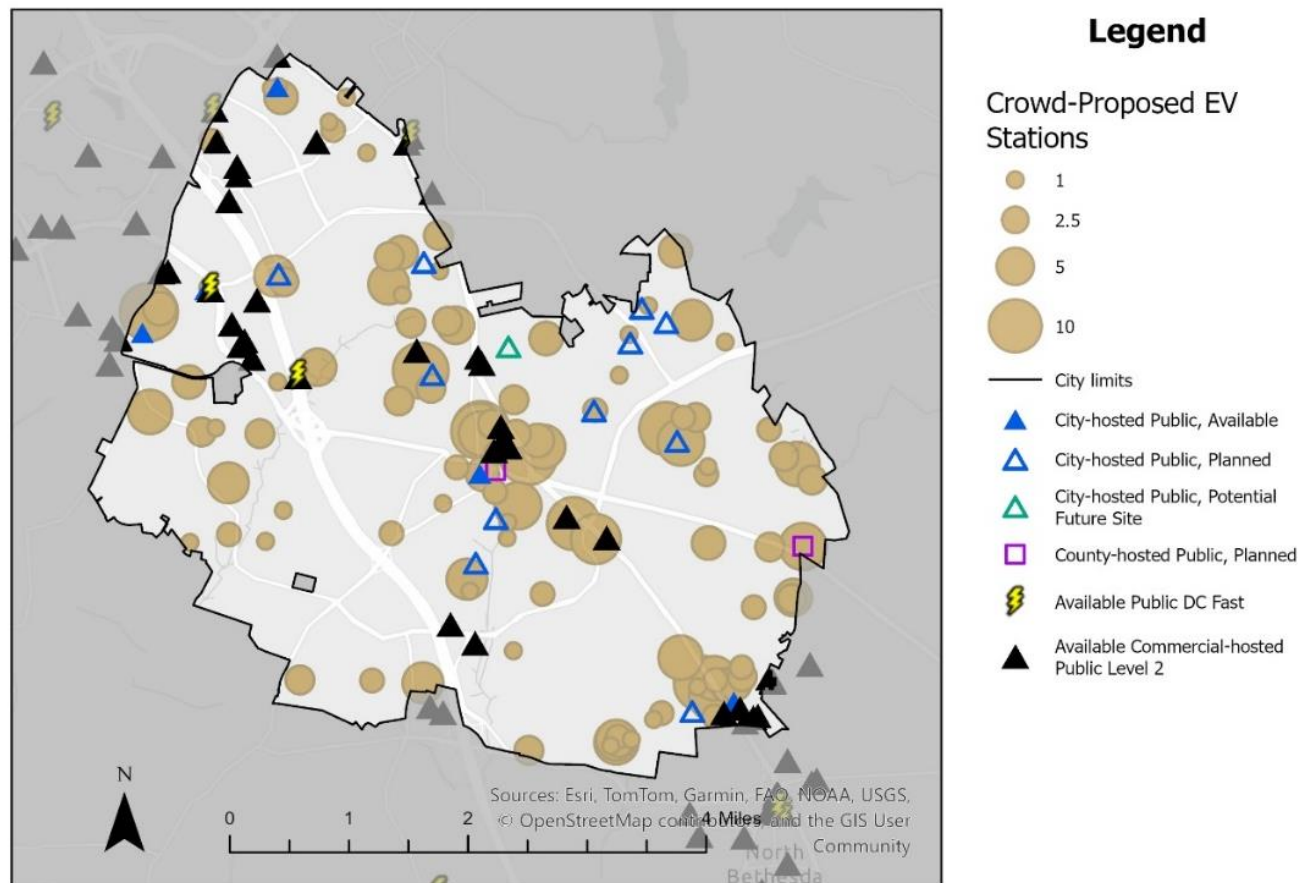 Legend
Crowd-Proposed EV
Stations
1
2.5
5
10
City limits
City-hosted Public, Available
City-hosted Public, Planned
City-hosted Public, Potential
Future Site
County-hosted Public, Planned
Available Public DC Fast
Available Commercial-hosted
Public Level 2
N
0 1 2 4 Miles
Sources: Esri, TomTom, Garmin, FAO, NOAA, USGS,
© OpenStreetMap contributors, and the GIS User
Community
North
Bethesda